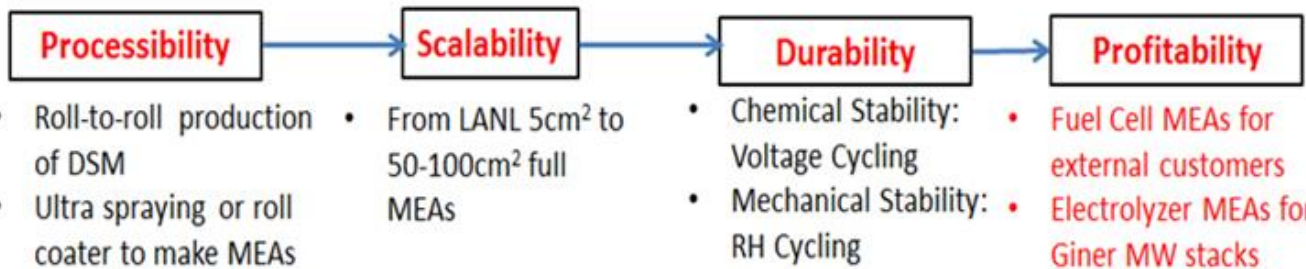 Processibility
Scalability
Durability
Profitability
• Roll-to-roll production
of DSM
• Ultra spraying or roll
coater to make MEAs
• From LANL 5cm² to
50-100cm² full
MEAs
• Chemical Stability:
Voltage Cycling
• Mechanical Stability:
RH Cycling
• Fuel Cell MEAs for
external customers
• Electrolyzer MEAs for
Giner MW stacks